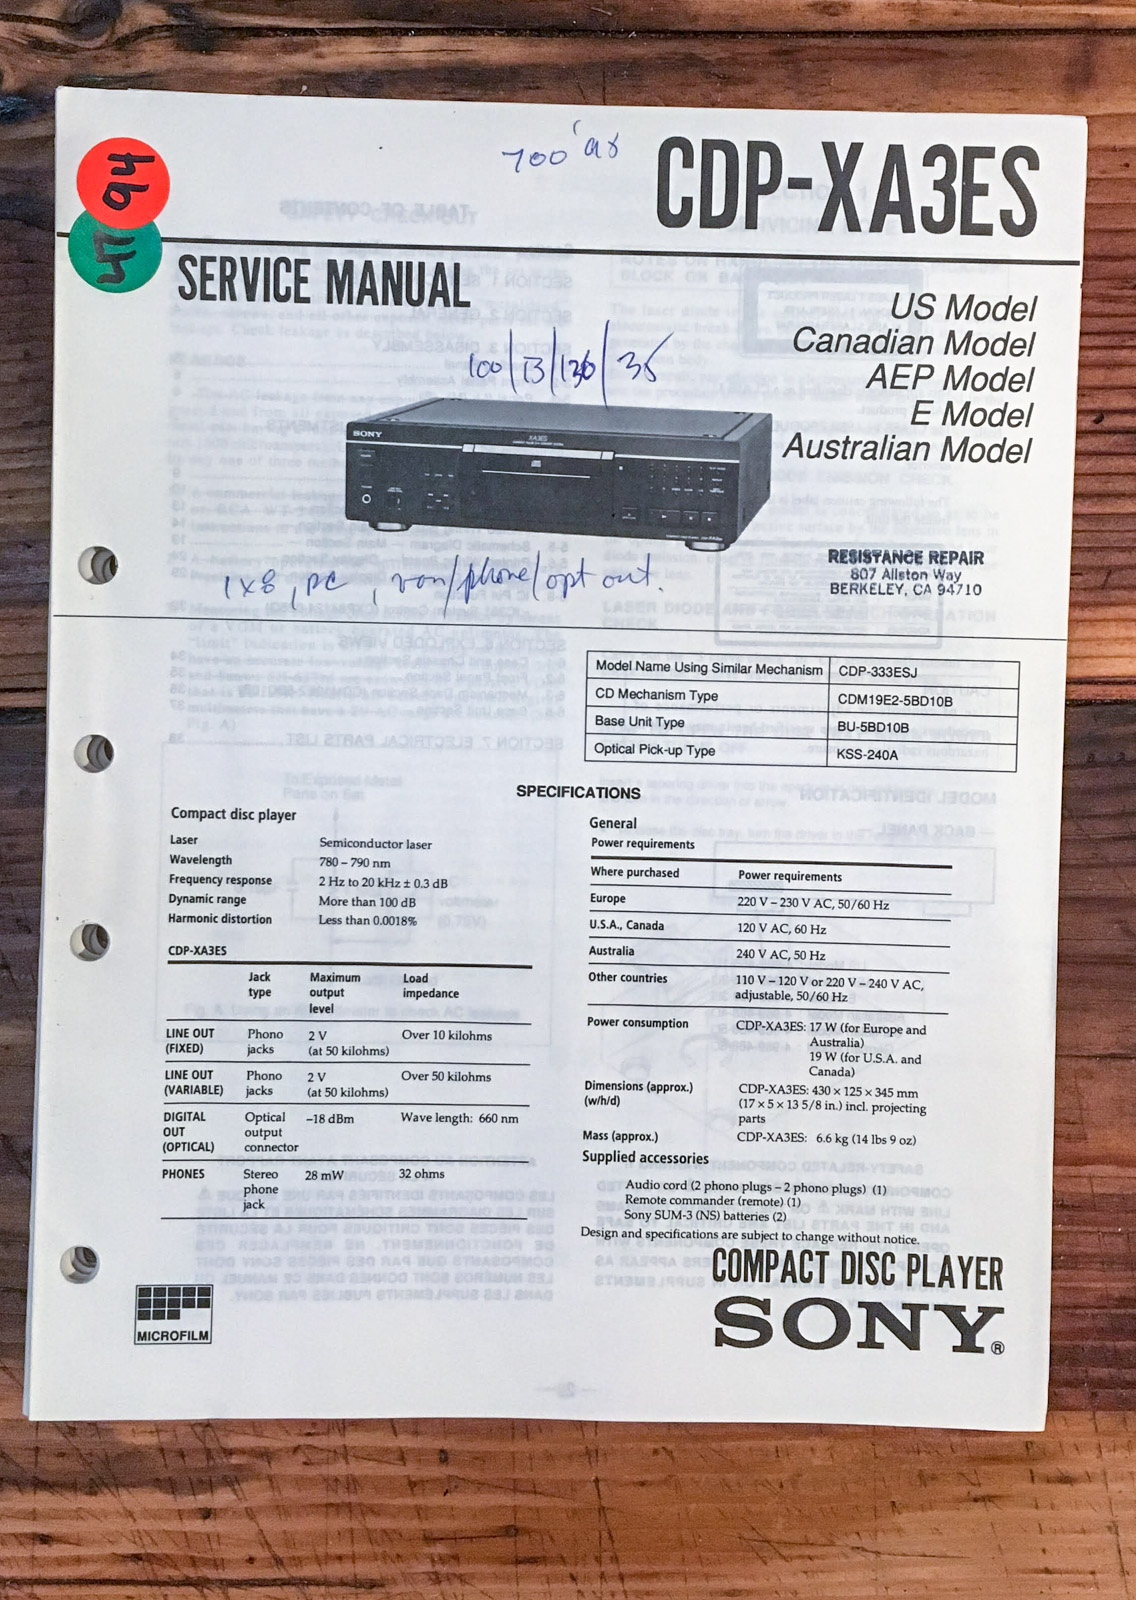 700 'as
CDP-XA3ES
94
47
SERVICE MANUAL
US Model
Canadian Model
AEP Model
E Model
Australian Model
100/13/136/35
SONY
XA3ES
1x8, pc, van/phone/opt out.
RESISTANCE REPAIR
807 Allston Way
BERKELEY, CA 94710
Model Name Using Similar Mechanism CDP-333ESJ
CD Mechanism Type CDM19E2-5BD10B
Base Unit Type BU-5BD10B
Optical Pick-up Type KSS-240A
SPECIFICATIONS
Compact disc player
Laser Semiconductor laser
Wavelength 780 – 790 nm
Frequency response 2 Hz to 20 kHz ± 0.3 dB
Dynamic range More than 100 dB
Harmonic distortion Less than 0.0018%
CDP-XA3ES
Jack Maximum Load
type output impedance
level
LINE OUT Phono 2 V Over 10 kilohms
(FIXED) jacks (at 50 kilohms)
LINE OUT Phono 2 V Over 50 kilohms
(VARIABLE) jacks (at 50 kilohms)
DIGITAL Optical –18 dBm Wave length: 660 nm
OUT output
(OPTICAL) connector
PHONES Stereo 28 mW 32 ohms
phone
jack
General
Power requirements
Where purchased Power requirements
Europe 220 V – 230 V AC, 50/60 Hz
U.S.A., Canada 120 V AC, 60 Hz
Australia 240 V AC, 50 Hz
Other countries 110 V – 120 V or 220 V – 240 V AC,
adjustable, 50/60 Hz
Power consumption CDP-XA3ES: 17 W (for Europe and
Australia)
19 W (for U.S.A. and
Canada)
Dimensions (approx.) CDP-XA3ES: 430 × 125 × 345 mm
(w/h/d) (17 × 5 × 13 5/8 in.) incl. projecting
parts
Mass (approx.) CDP-XA3ES: 6.6 kg (14 lbs 9 oz)
Supplied accessories
Audio cord (2 phono plugs – 2 phono plugs) (1)
Remote commander (remote) (1)
Sony SUM-3 (NS) batteries (2)
Design and specifications are subject to change without notice.
COMPACT DISC PLAYER
SONY®
MICROFILM